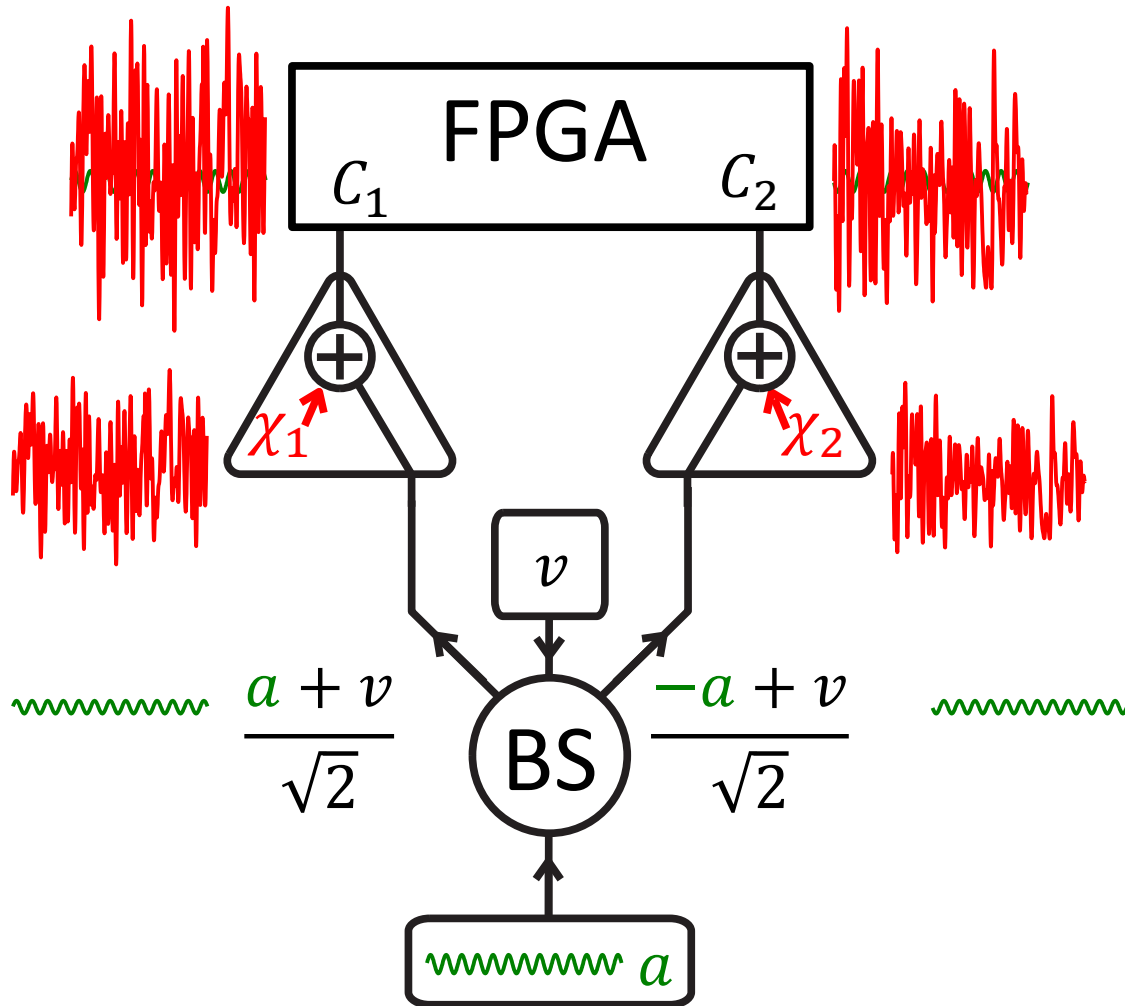 FPGA
C₁
C₂
χ₁
χ₂
v
a + v
√2
−a + v
√2
BS
a